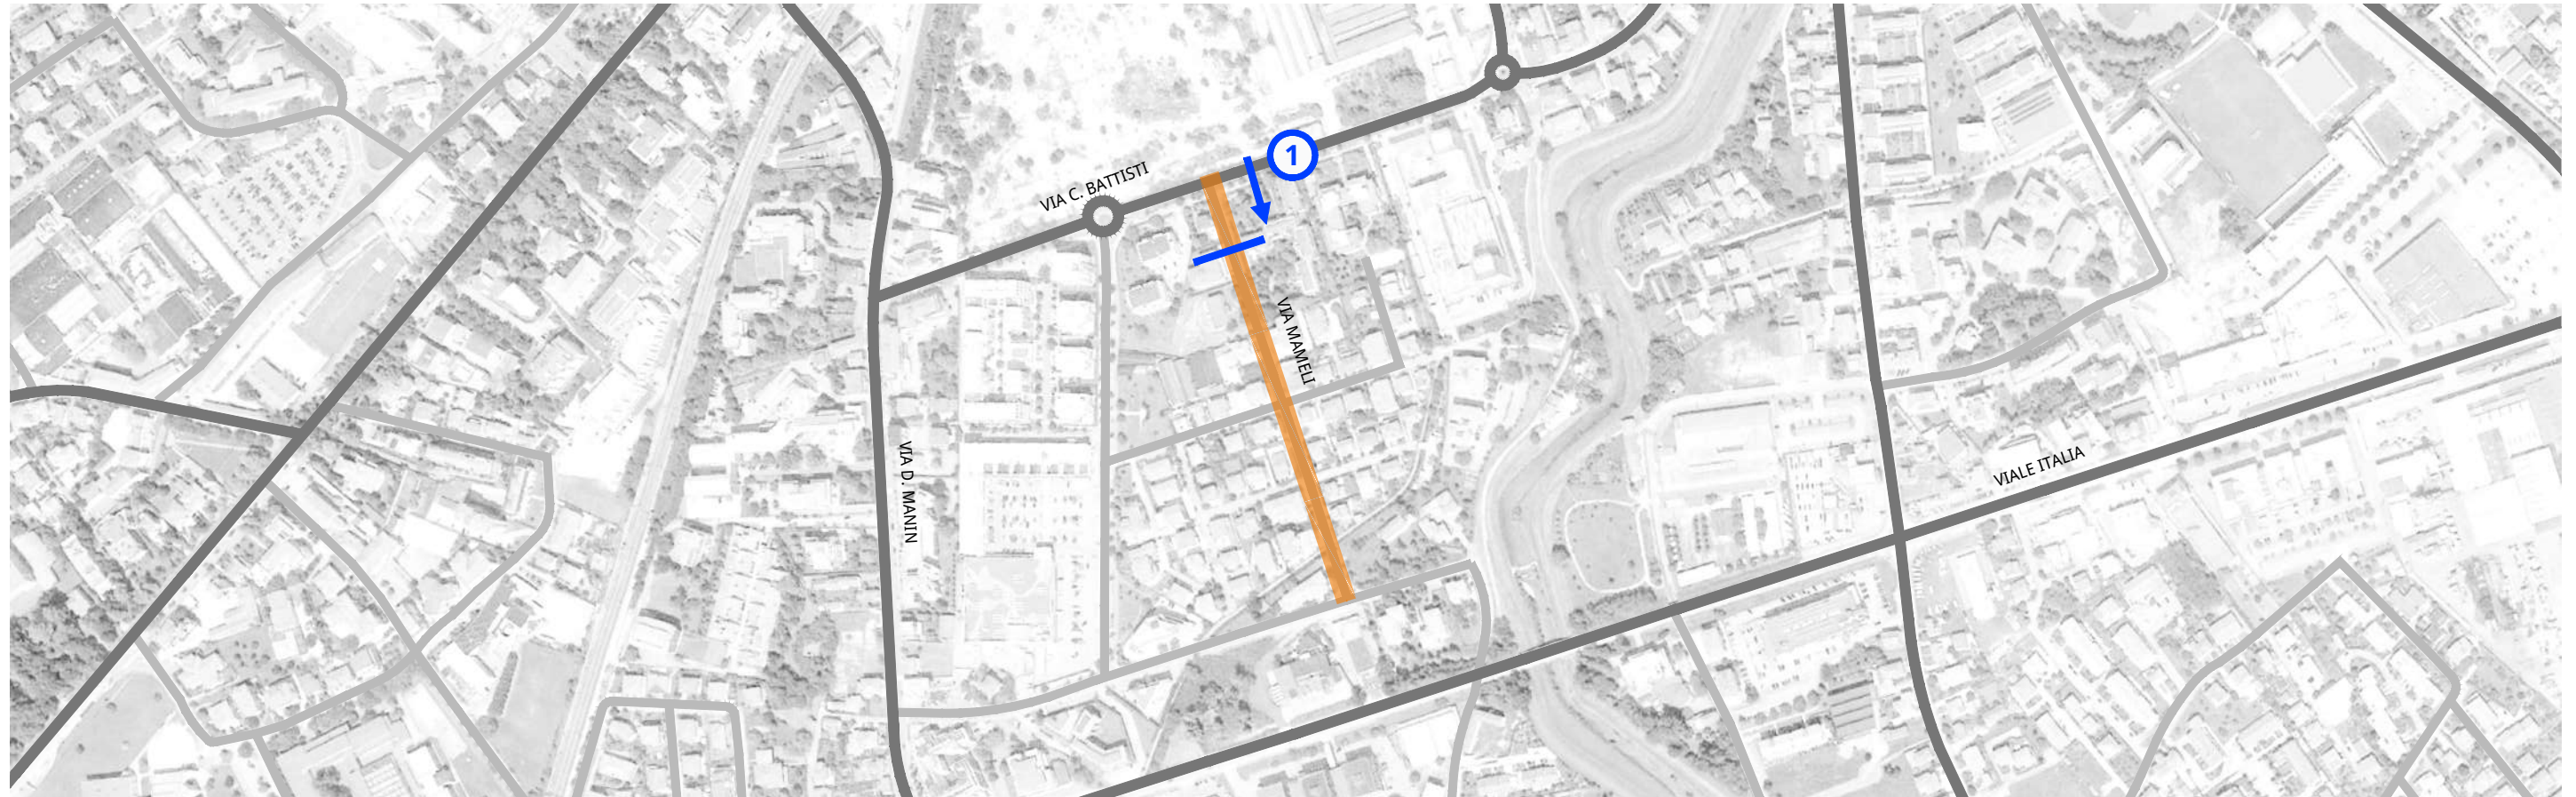 1
VIA C. BATTISTI
VIA MAMELI
VIA D. MANIN
VIALE ITALIA